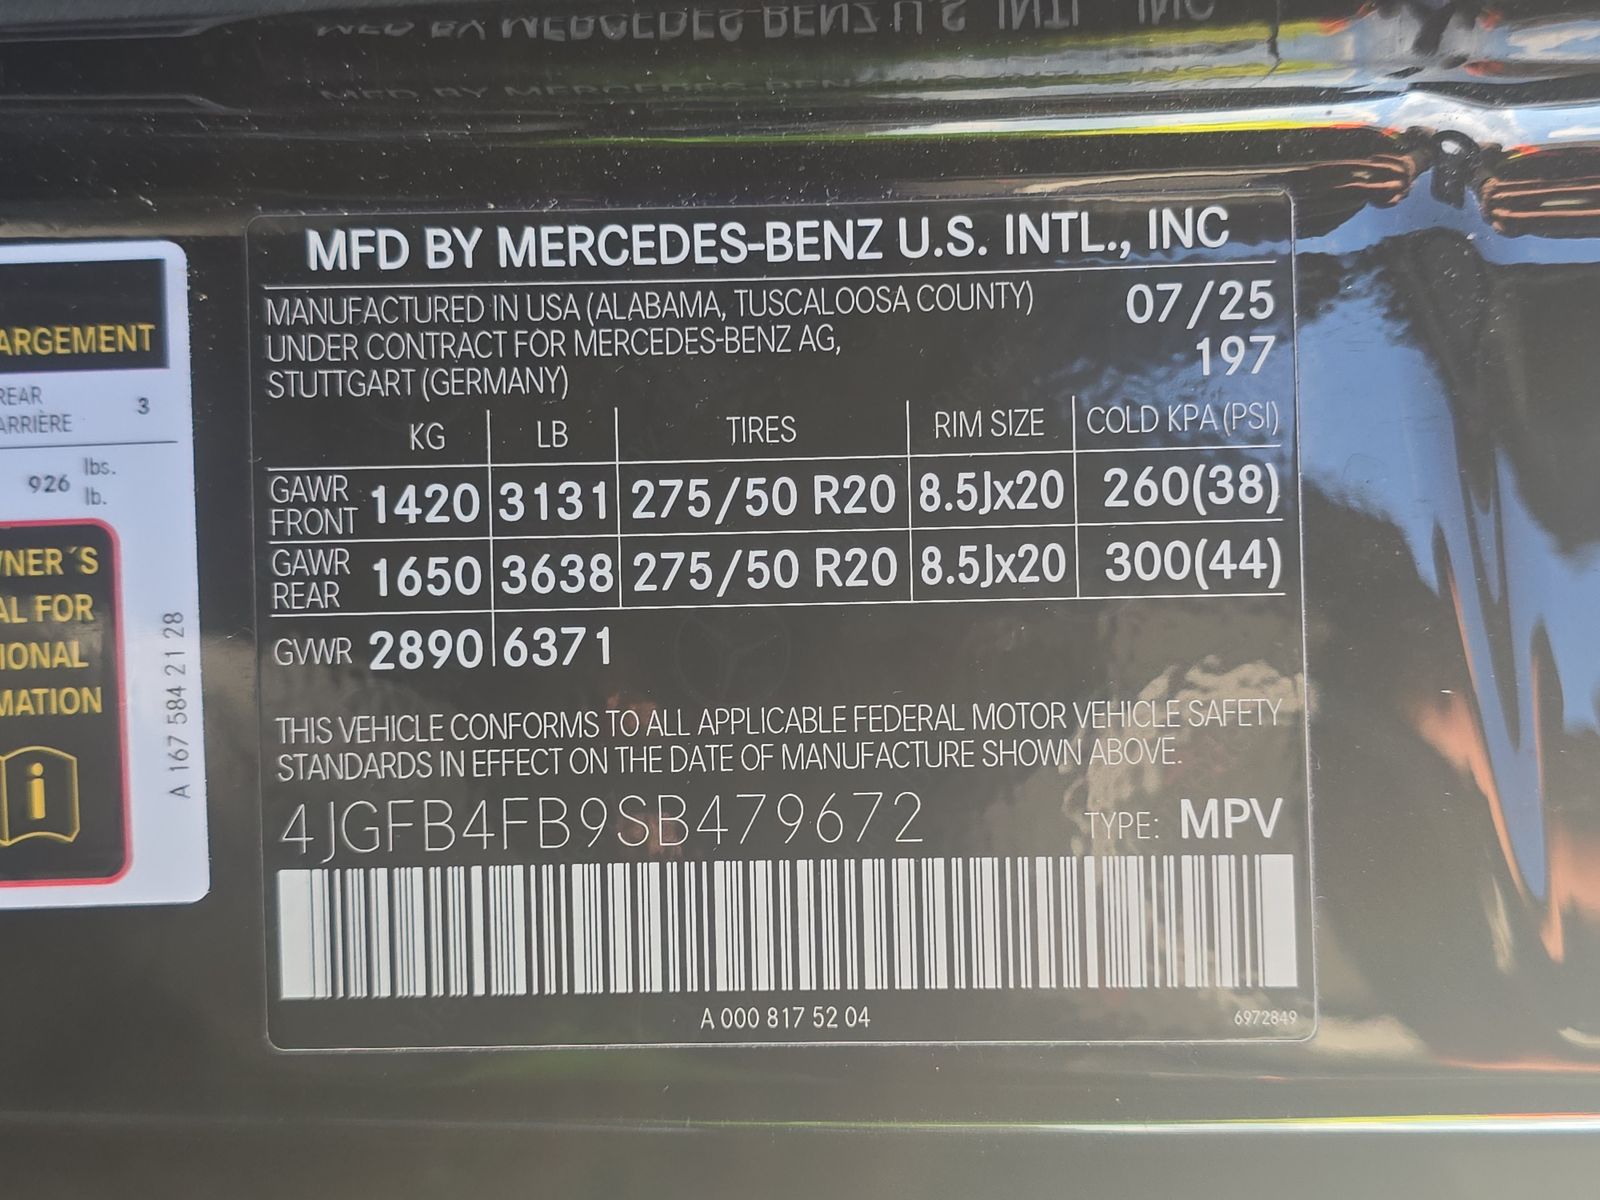 ARGEMENT
REAR
ARRIÈRE 3
926 lbs.
lb.
NER´S
AL FOR
IONAL
MATION
i
A 167 584 21 28
MFD BY MERCEDES-BENZ U.S. INTL., INC
MANUFACTURED IN USA (ALABAMA, TUSCALOOSA COUNTY) 07/25
UNDER CONTRACT FOR MERCEDES-BENZ AG, 197
STUTTGART (GERMANY)
KG LB TIRES RIM SIZE COLD KPA (PSI)
GAWR FRONT 1420 3131 275/50 R20 8.5Jx20 260(38)
GAWR REAR 1650 3638 275/50 R20 8.5Jx20 300(44)
GVWR 2890 6371
THIS VEHICLE CONFORMS TO ALL APPLICABLE FEDERAL MOTOR VEHICLE SAFETY
STANDARDS IN EFFECT ON THE DATE OF MANUFACTURE SHOWN ABOVE.
4JGFB4FB9SB479672 TYPE: MPV
A 000 817 52 04 6972849